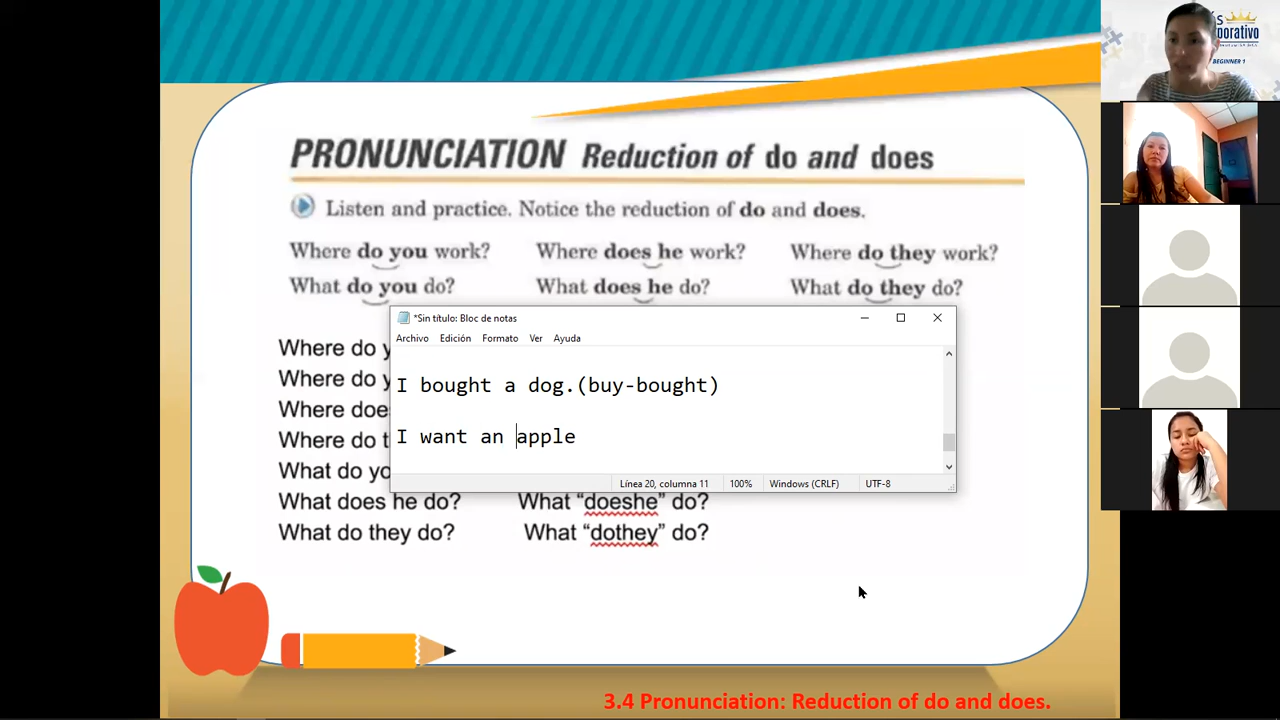 PRONUNCIATION Reduction of do and does
Listen and practice. Notice the reduction of do and does.
Where do you work? Where does he work? Where do they work?
What do you do? What does he do? What do they do?
Where do y
Where do y
Where doe
Where do t
What do yo
What does he do? What “doeshe” do?
What do they do? What “dothey” do?
*Sin título: Bloc de notas
Archivo Edición Formato Ver Ayuda
I bought a dog.(buy-bought)
I want an apple
Línea 20, columna 11 100% Windows (CRLF) UTF-8
3.4 Pronunciation: Reduction of do and does.
BEGINNER 1